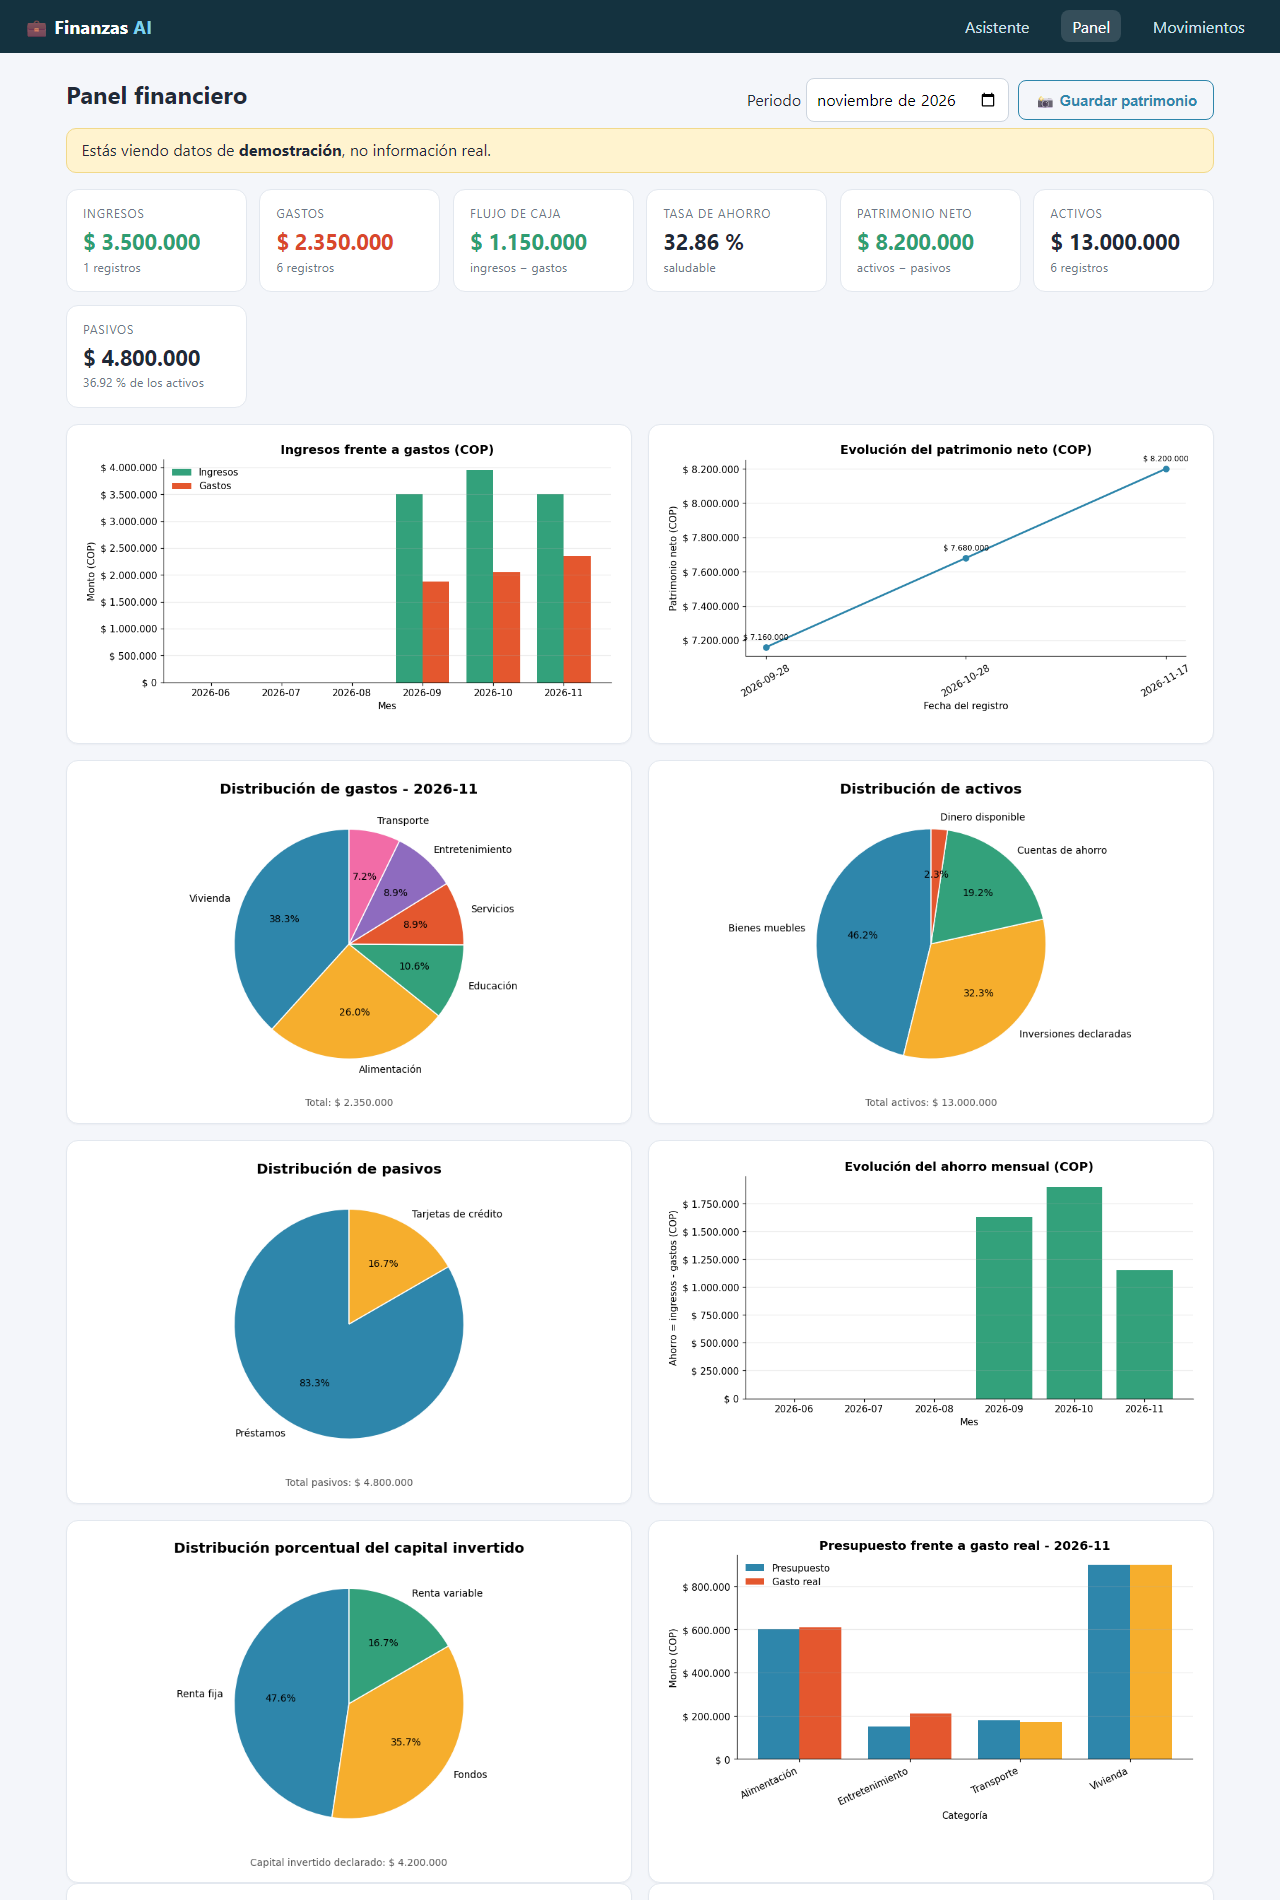 Finanzas AI
Asistente
Panel
Movimientos
Panel financiero
Periodo
noviembre de 2026
Guardar patrimonio
Estás viendo datos de demostración, no información real.
INGRESOS
$ 3.500.000
1 registros
GASTOS
$ 2.350.000
6 registros
FLUJO DE CAJA
$ 1.150.000
ingresos − gastos
TASA DE AHORRO
32.86 %
saludable
PATRIMONIO NETO
$ 8.200.000
activos − pasivos
ACTIVOS
$ 13.000.000
6 registros
PASIVOS
$ 4.800.000
36.92 % de los activos
Ingresos frente a gastos (COP)
Ingresos
Gastos
$ 4.000.000
$ 3.500.000
$ 3.000.000
$ 2.500.000
$ 2.000.000
$ 1.500.000
$ 1.000.000
$ 500.000
$ 0
Monto (COP)
2026-06 2026-07 2026-08 2026-09 2026-10 2026-11
Mes
Evolución del patrimonio neto (COP)
$ 8.200.000
$ 8.000.000
$ 7.800.000
$ 7.600.000
$ 7.400.000
$ 7.200.000
Patrimonio neto (COP)
$ 7.160.000
$ 7.680.000
$ 8.200.000
2026-09-28 2026-10-28 2026-11-17
Fecha del registro
Distribución de gastos - 2026-11
Transporte
7.2%
Entretenimiento
8.9%
Servicios
8.9%
Educación
10.6%
Alimentación
26.0%
Vivienda
38.3%
Total: $ 2.350.000
Distribución de activos
Dinero disponible
2.3%
Cuentas de ahorro
19.2%
Bienes muebles
46.2%
Inversiones declaradas
32.3%
Total activos: $ 13.000.000
Distribución de pasivos
Tarjetas de crédito
16.7%
83.3%
Préstamos
Total pasivos: $ 4.800.000
Evolución del ahorro mensual (COP)
$ 1.750.000
$ 1.500.000
$ 1.250.000
$ 1.000.000
$ 750.000
$ 500.000
$ 250.000
$ 0
Ahorro = ingresos - gastos (COP)
2026-06 2026-07 2026-08 2026-09 2026-10 2026-11
Mes
Distribución porcentual del capital invertido
Renta variable
16.7%
Renta fija
47.6%
35.7%
Fondos
Capital invertido declarado: $ 4.200.000
Presupuesto frente a gasto real - 2026-11
Presupuesto
Gasto real
$ 800.000
$ 600.000
$ 400.000
$ 200.000
$ 0
Monto (COP)
Alimentación Entretenimiento Transporte Vivienda
Categoría